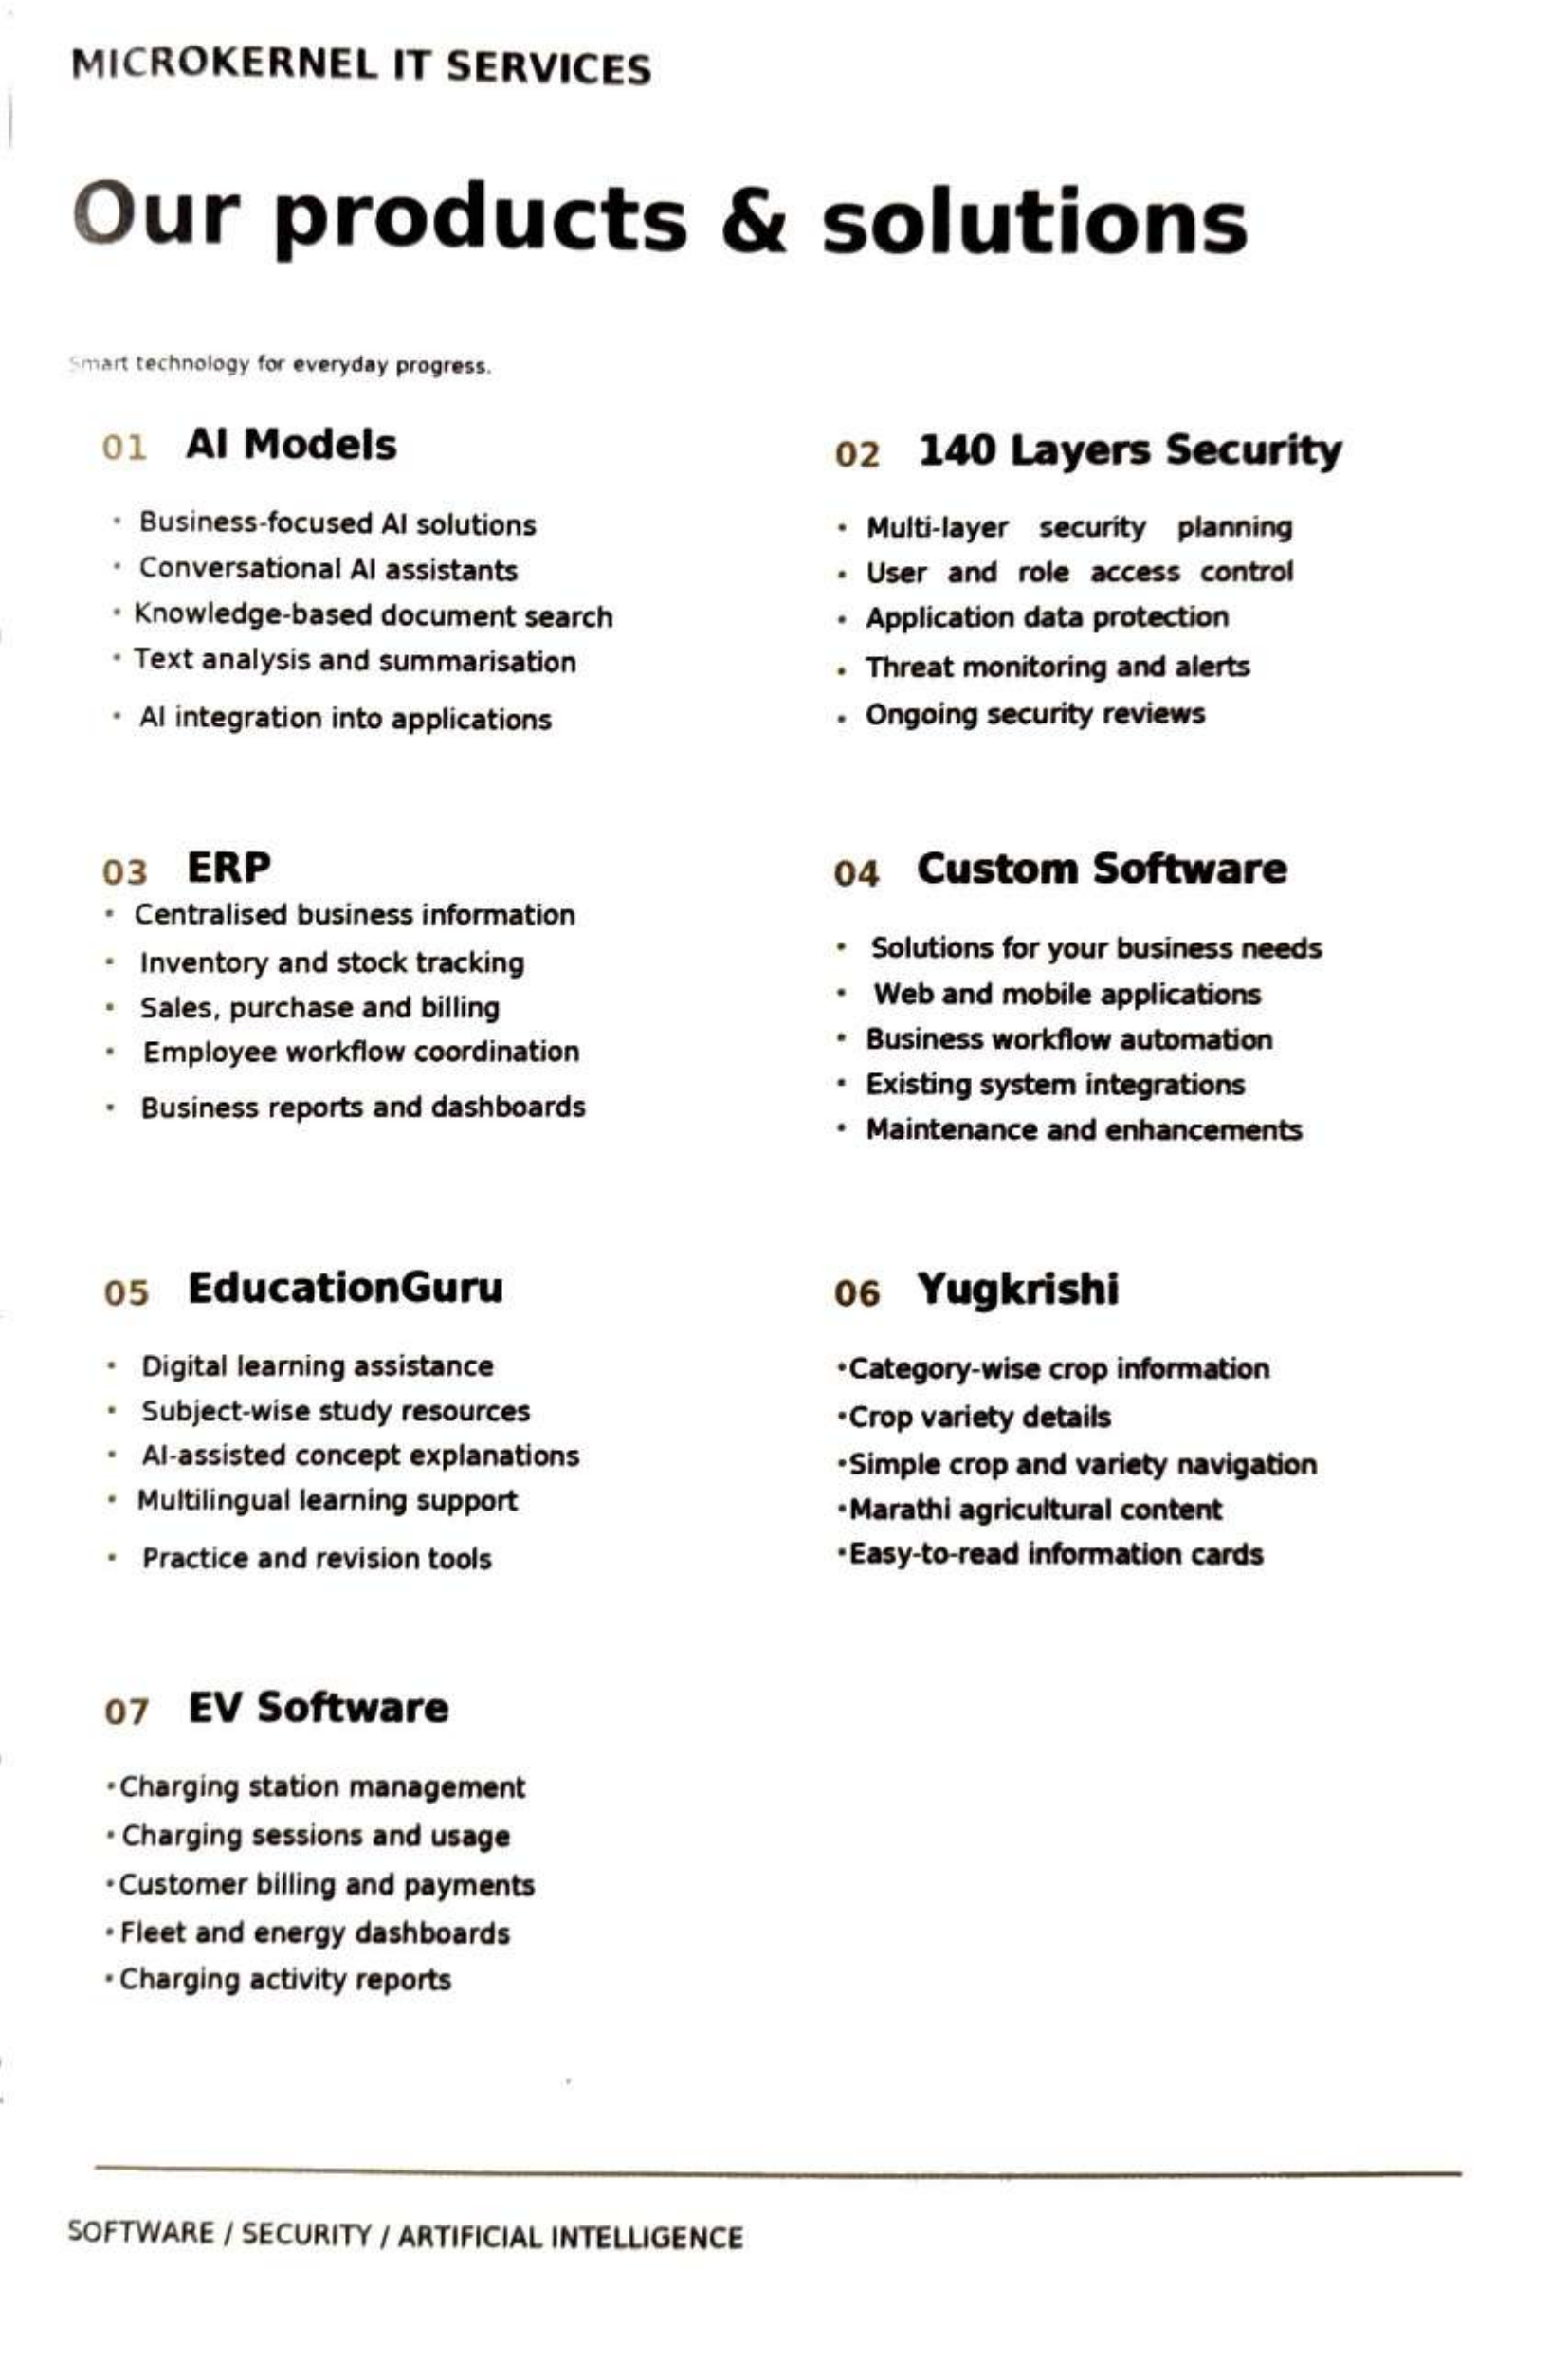 MICROKERNEL IT SERVICES
Our products & solutions
Smart technology for everyday progress.
01 AI Models
• Business-focused AI solutions
• Conversational AI assistants
• Knowledge-based document search
• Text analysis and summarisation
• AI integration into applications
02 140 Layers Security
• Multi-layer security planning
• User and role access control
• Application data protection
• Threat monitoring and alerts
• Ongoing security reviews
03 ERP
• Centralised business information
• Inventory and stock tracking
• Sales, purchase and billing
• Employee workflow coordination
• Business reports and dashboards
04 Custom Software
• Solutions for your business needs
• Web and mobile applications
• Business workflow automation
• Existing system integrations
• Maintenance and enhancements
05 EducationGuru
• Digital learning assistance
• Subject-wise study resources
• AI-assisted concept explanations
• Multilingual learning support
• Practice and revision tools
06 Yugkrishi
•Category-wise crop information
•Crop variety details
•Simple crop and variety navigation
•Marathi agricultural content
•Easy-to-read information cards
07 EV Software
•Charging station management
•Charging sessions and usage
•Customer billing and payments
•Fleet and energy dashboards
•Charging activity reports
SOFTWARE / SECURITY / ARTIFICIAL INTELLIGENCE